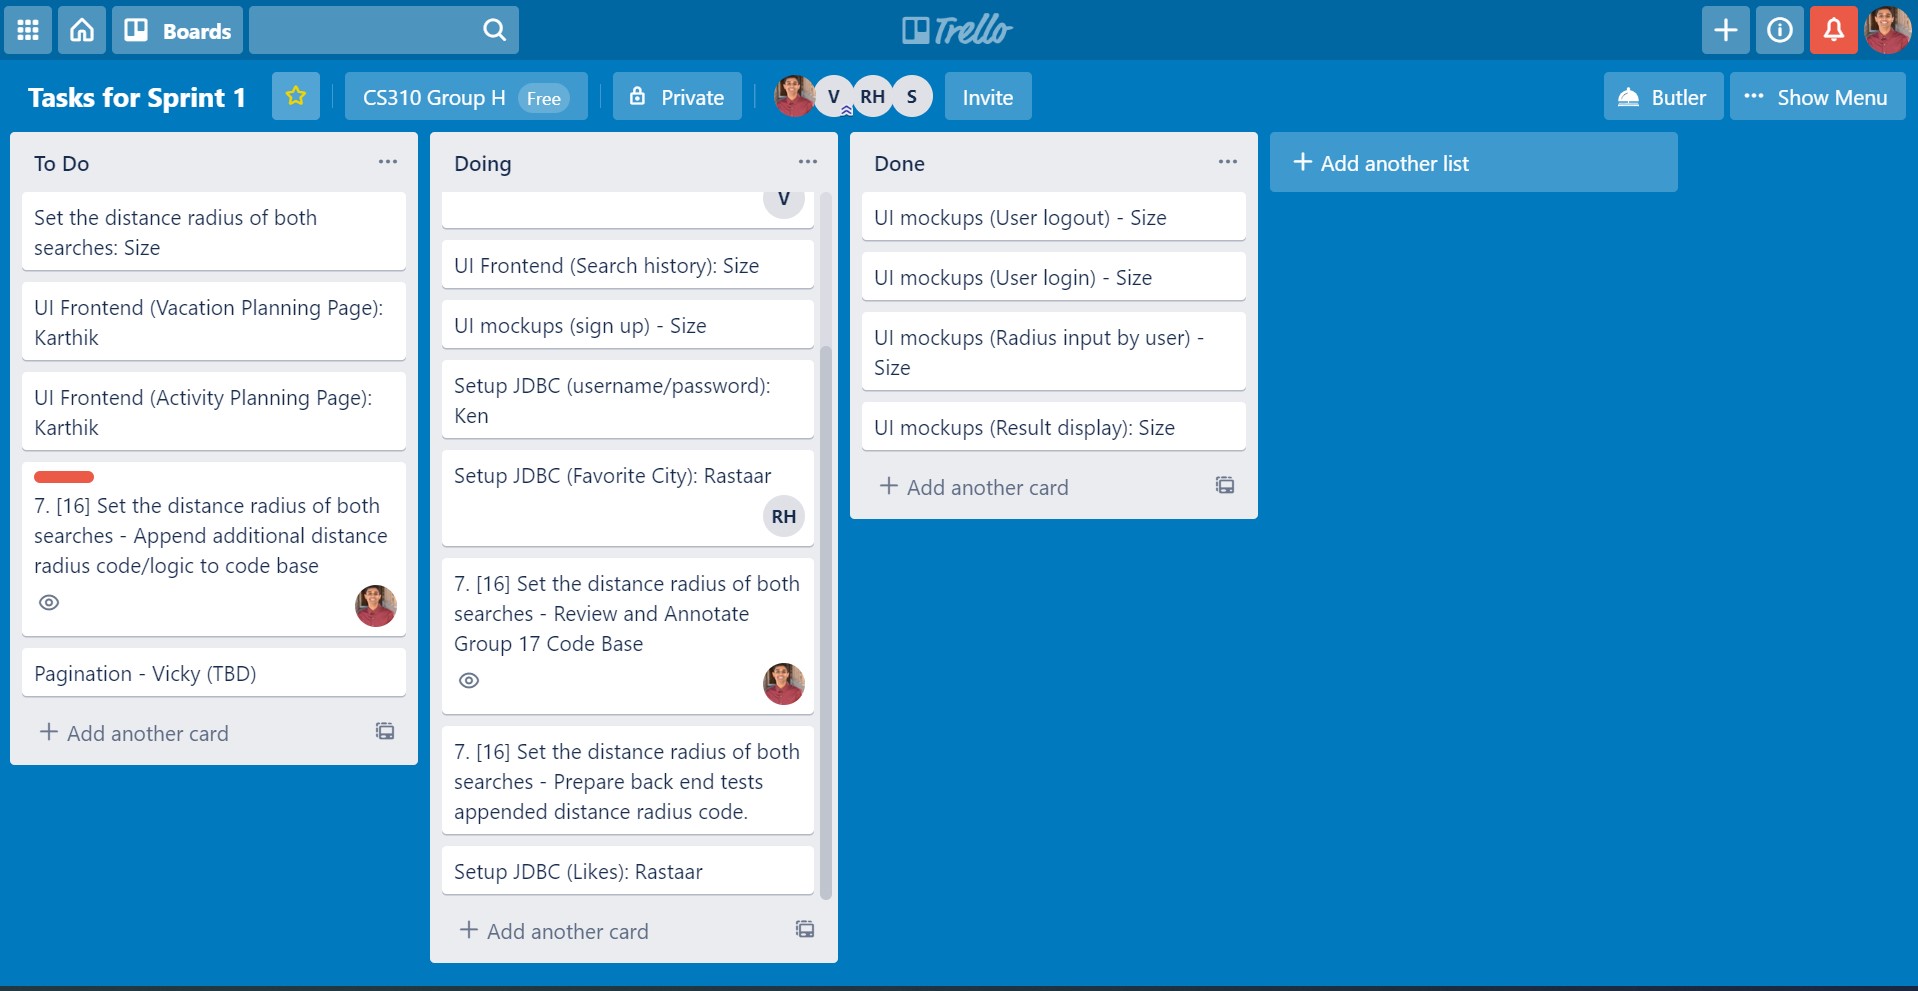 Boards
Trello
Tasks for Sprint 1
CS310 Group H Free
Private
V
RH
S
Invite
Butler
Show Menu
To Do
Set the distance radius of both
searches: Size
UI Frontend (Vacation Planning Page):
Karthik
UI Frontend (Activity Planning Page):
Karthik
7. [16] Set the distance radius of both
searches - Append additional distance
radius code/logic to code base
Pagination - Vicky (TBD)
Add another card
Doing
V
UI Frontend (Search history): Size
UI mockups (sign up) - Size
Setup JDBC (username/password):
Ken
Setup JDBC (Favorite City): Rastaar
RH
7. [16] Set the distance radius of both
searches - Review and Annotate
Group 17 Code Base
7. [16] Set the distance radius of both
searches - Prepare back end tests
appended distance radius code.
Setup JDBC (Likes): Rastaar
Add another card
Done
UI mockups (User logout) - Size
UI mockups (User login) - Size
UI mockups (Radius input by user) -
Size
UI mockups (Result display): Size
Add another card
Add another list